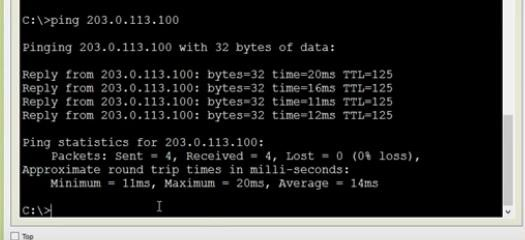 C:\>ping 203.0.113.100
Pinging 203.0.113.100 with 32 bytes of data:
Reply from 203.0.113.100: bytes=32 time=20ms TTL=125
Reply from 203.0.113.100: bytes=32 time=16ms TTL=125
Reply from 203.0.113.100: bytes=32 time=11ms TTL=125
Reply from 203.0.113.100: bytes=32 time=12ms TTL=125
Ping statistics for 203.0.113.100:
Packets: Sent = 4, Received = 4, Lost = 0 (0% loss),
Approximate round trip times in milli-seconds:
Minimum = 11ms, Maximum = 20ms, Average = 14ms
C:\>
Top